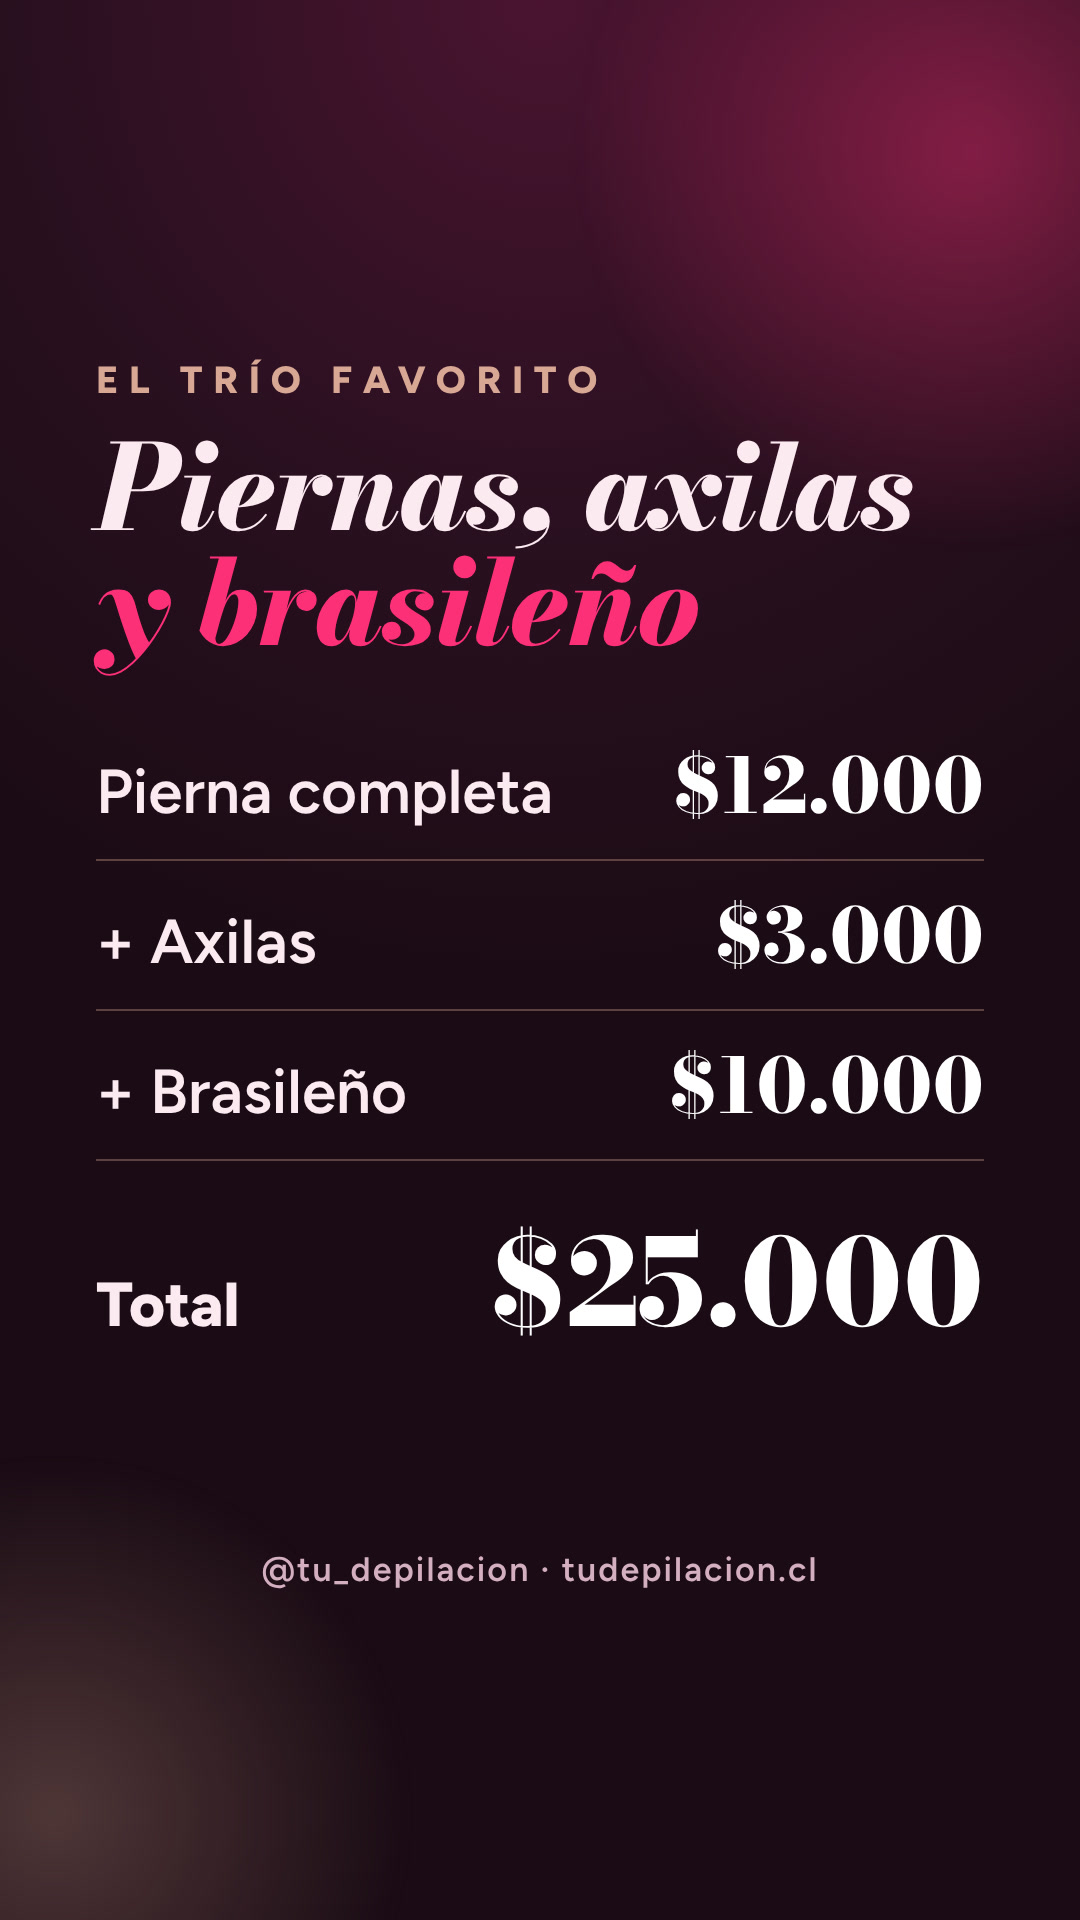 EL TRÍO FAVORITO
Piernas, axilas
y brasileño
Pierna completa $12.000
+ Axilas $3.000
+ Brasileño $10.000
Total $25.000
@tu_depilacion · tudepilacion.cl